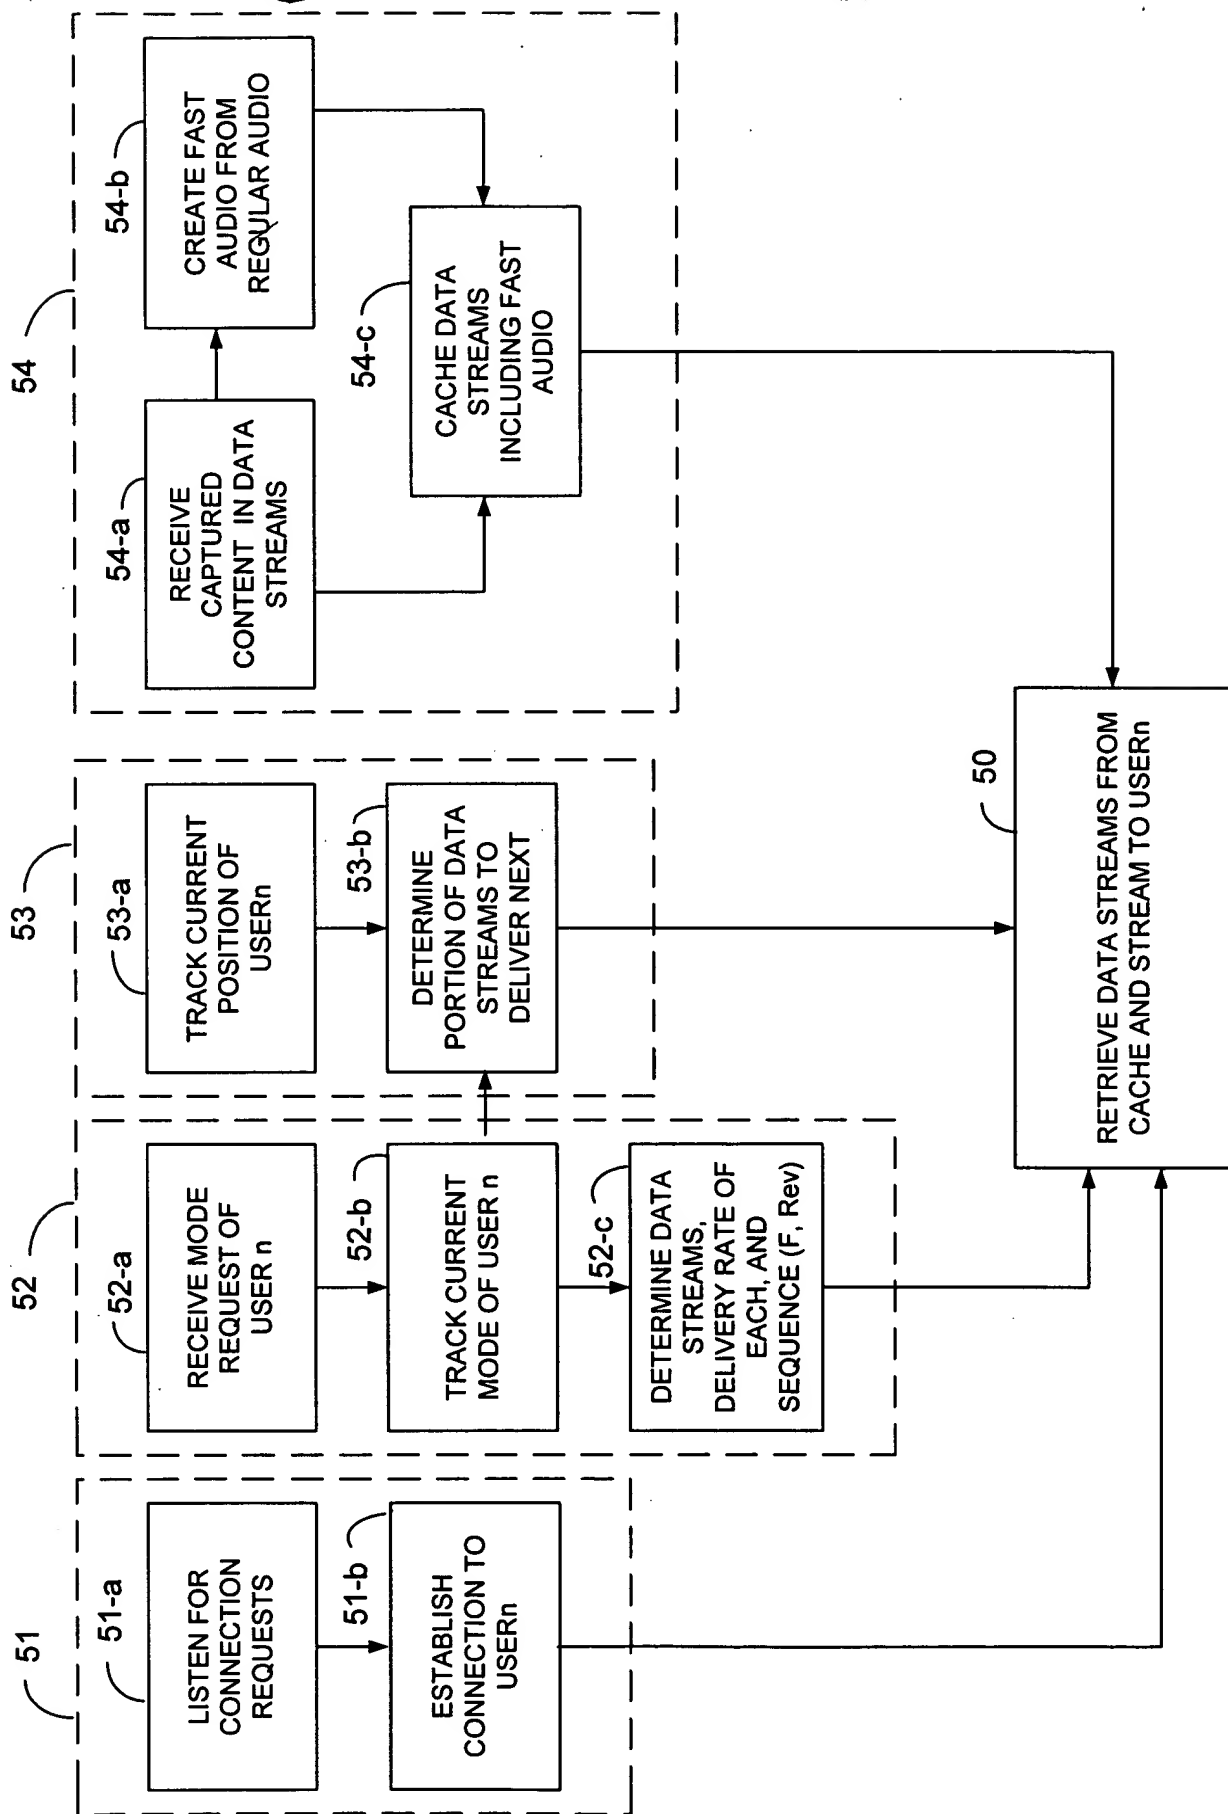 51
51-a
LISTEN FOR
CONNECTION
REQUESTS
51-b
ESTABLISH
CONNECTION TO
USERn
52
52-a
RECEIVE MODE
REQUEST OF
USER n
52-b
TRACK CURRENT
MODE OF USER n
52-c
DETERMINE DATA
STREAMS,
DELIVERY RATE OF
EACH, AND
SEQUENCE (F, Rev)
53
53-a
TRACK CURRENT
POSITION OF
USERn
53-b
DETERMINE
PORTION OF DATA
STREAMS TO
DELIVER NEXT
54
54-a
RECEIVE
CAPTURED
CONTENT IN DATA
STREAMS
54-b
CREATE FAST
AUDIO FROM
REGULAR AUDIO
54-c
CACHE DATA
STREAMS
INCLUDING FAST
AUDIO
50
RETRIEVE DATA STREAMS FROM
CACHE AND STREAM TO USERn